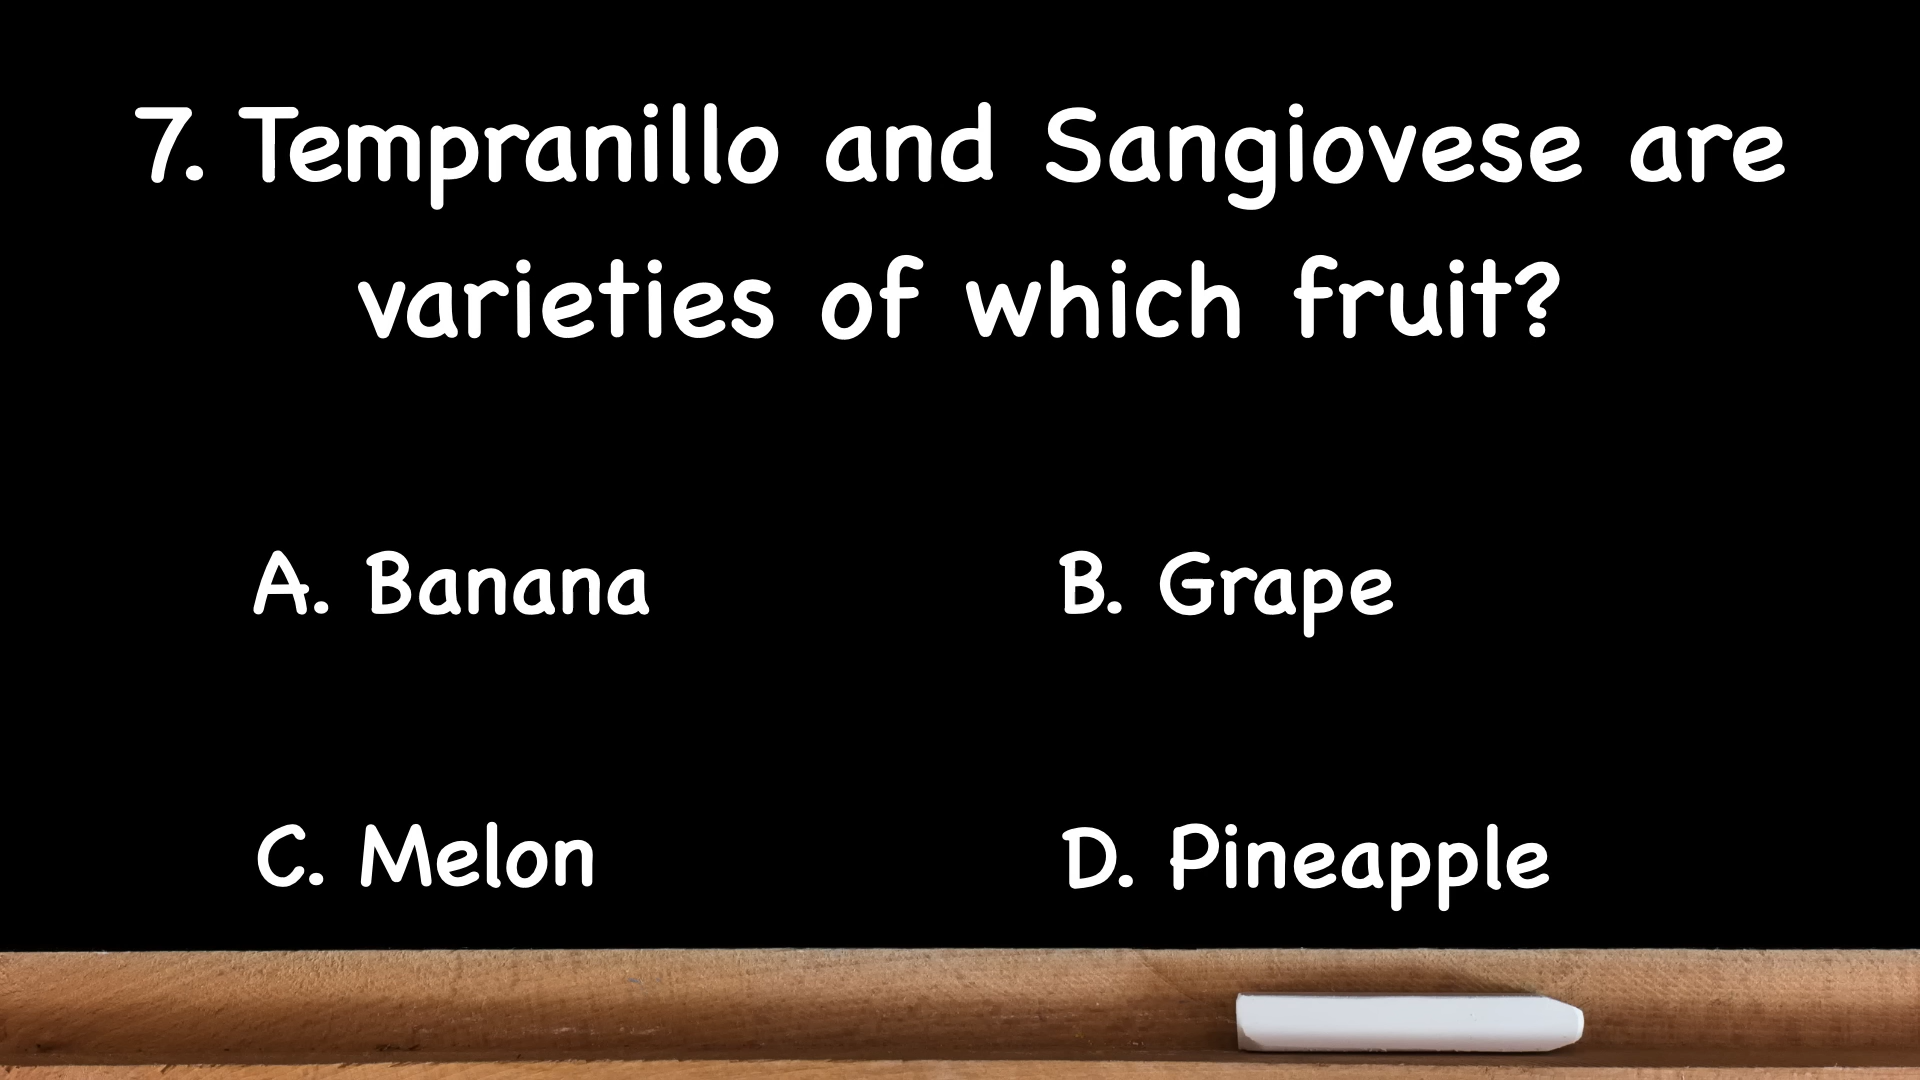 7. Tempranillo and Sangiovese are
varieties of which fruit?
A. Banana
B. Grape
C. Melon
D. Pineapple